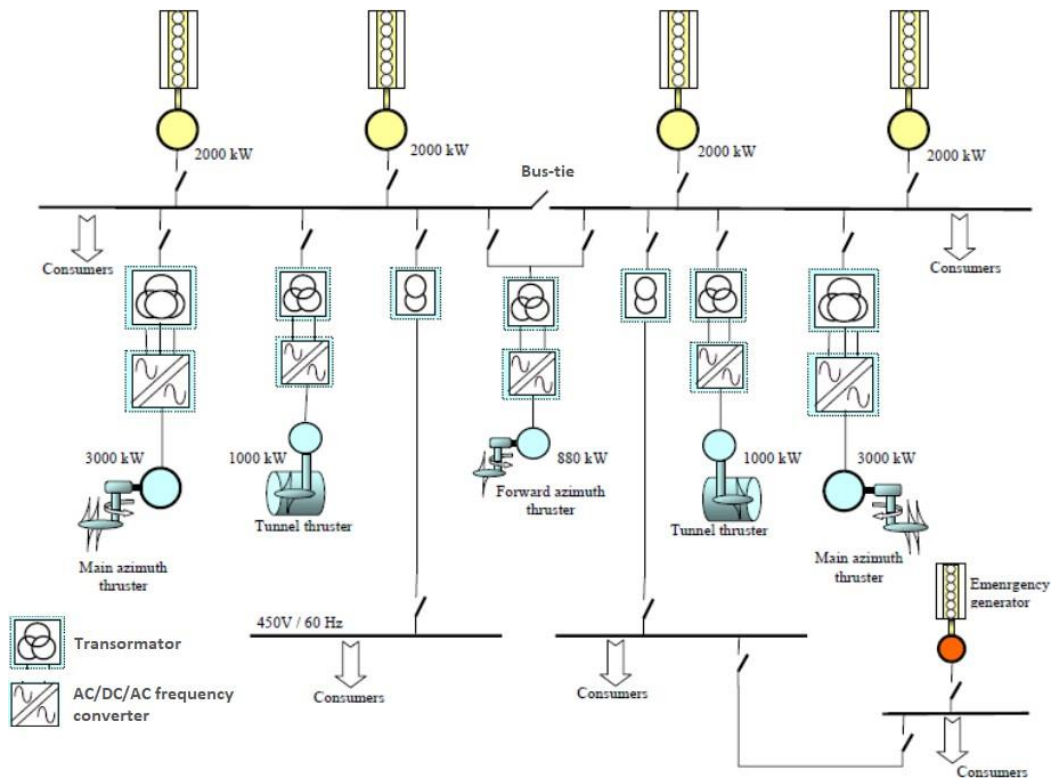 2000 kW
2000 kW
2000 kW
2000 kW
Bus-tie
Consumers
Consumers
3000 kW
1000 kW
880 kW
1000 kW
3000 kW
Main azimuth
thruster
Tunnel thruster
Forward azimuth
thruster
Tunnel thruster
Main azimuth
thruster
Emenrgency
generator
450V / 60 Hz
Transormator
AC/DC/AC frequency
converter
Consumers
Consumers
Consumers